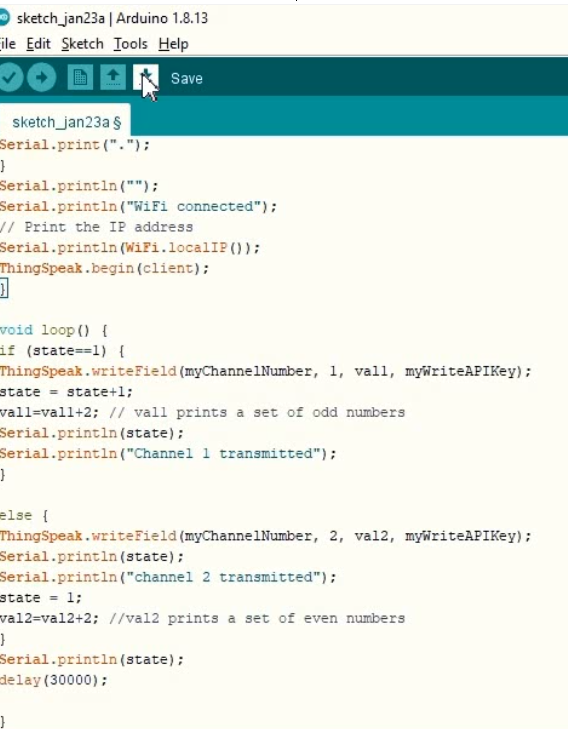 sketch_jan23a | Arduino 1.8.13
ile Edit Sketch Tools Help
Save
sketch_jan23a §
Serial.print(".");
}
Serial.println("");
Serial.println("WiFi connected");
// Print the IP address
Serial.println(WiFi.localIP());
ThingSpeak.begin(client);
}
void loop() {
if (state==1) {
ThingSpeak.writeField(myChannelNumber, 1, val1, myWriteAPIKey);
state = state+1;
val1=val1+2; // val1 prints a set of odd numbers
Serial.println(state);
Serial.println("Channel 1 transmitted");
}
else {
ThingSpeak.writeField(myChannelNumber, 2, val2, myWriteAPIKey);
Serial.println(state);
Serial.println("channel 2 transmitted");
state = 1;
val2=val2+2; //val2 prints a set of even numbers
}
Serial.println(state);
delay(30000);
}